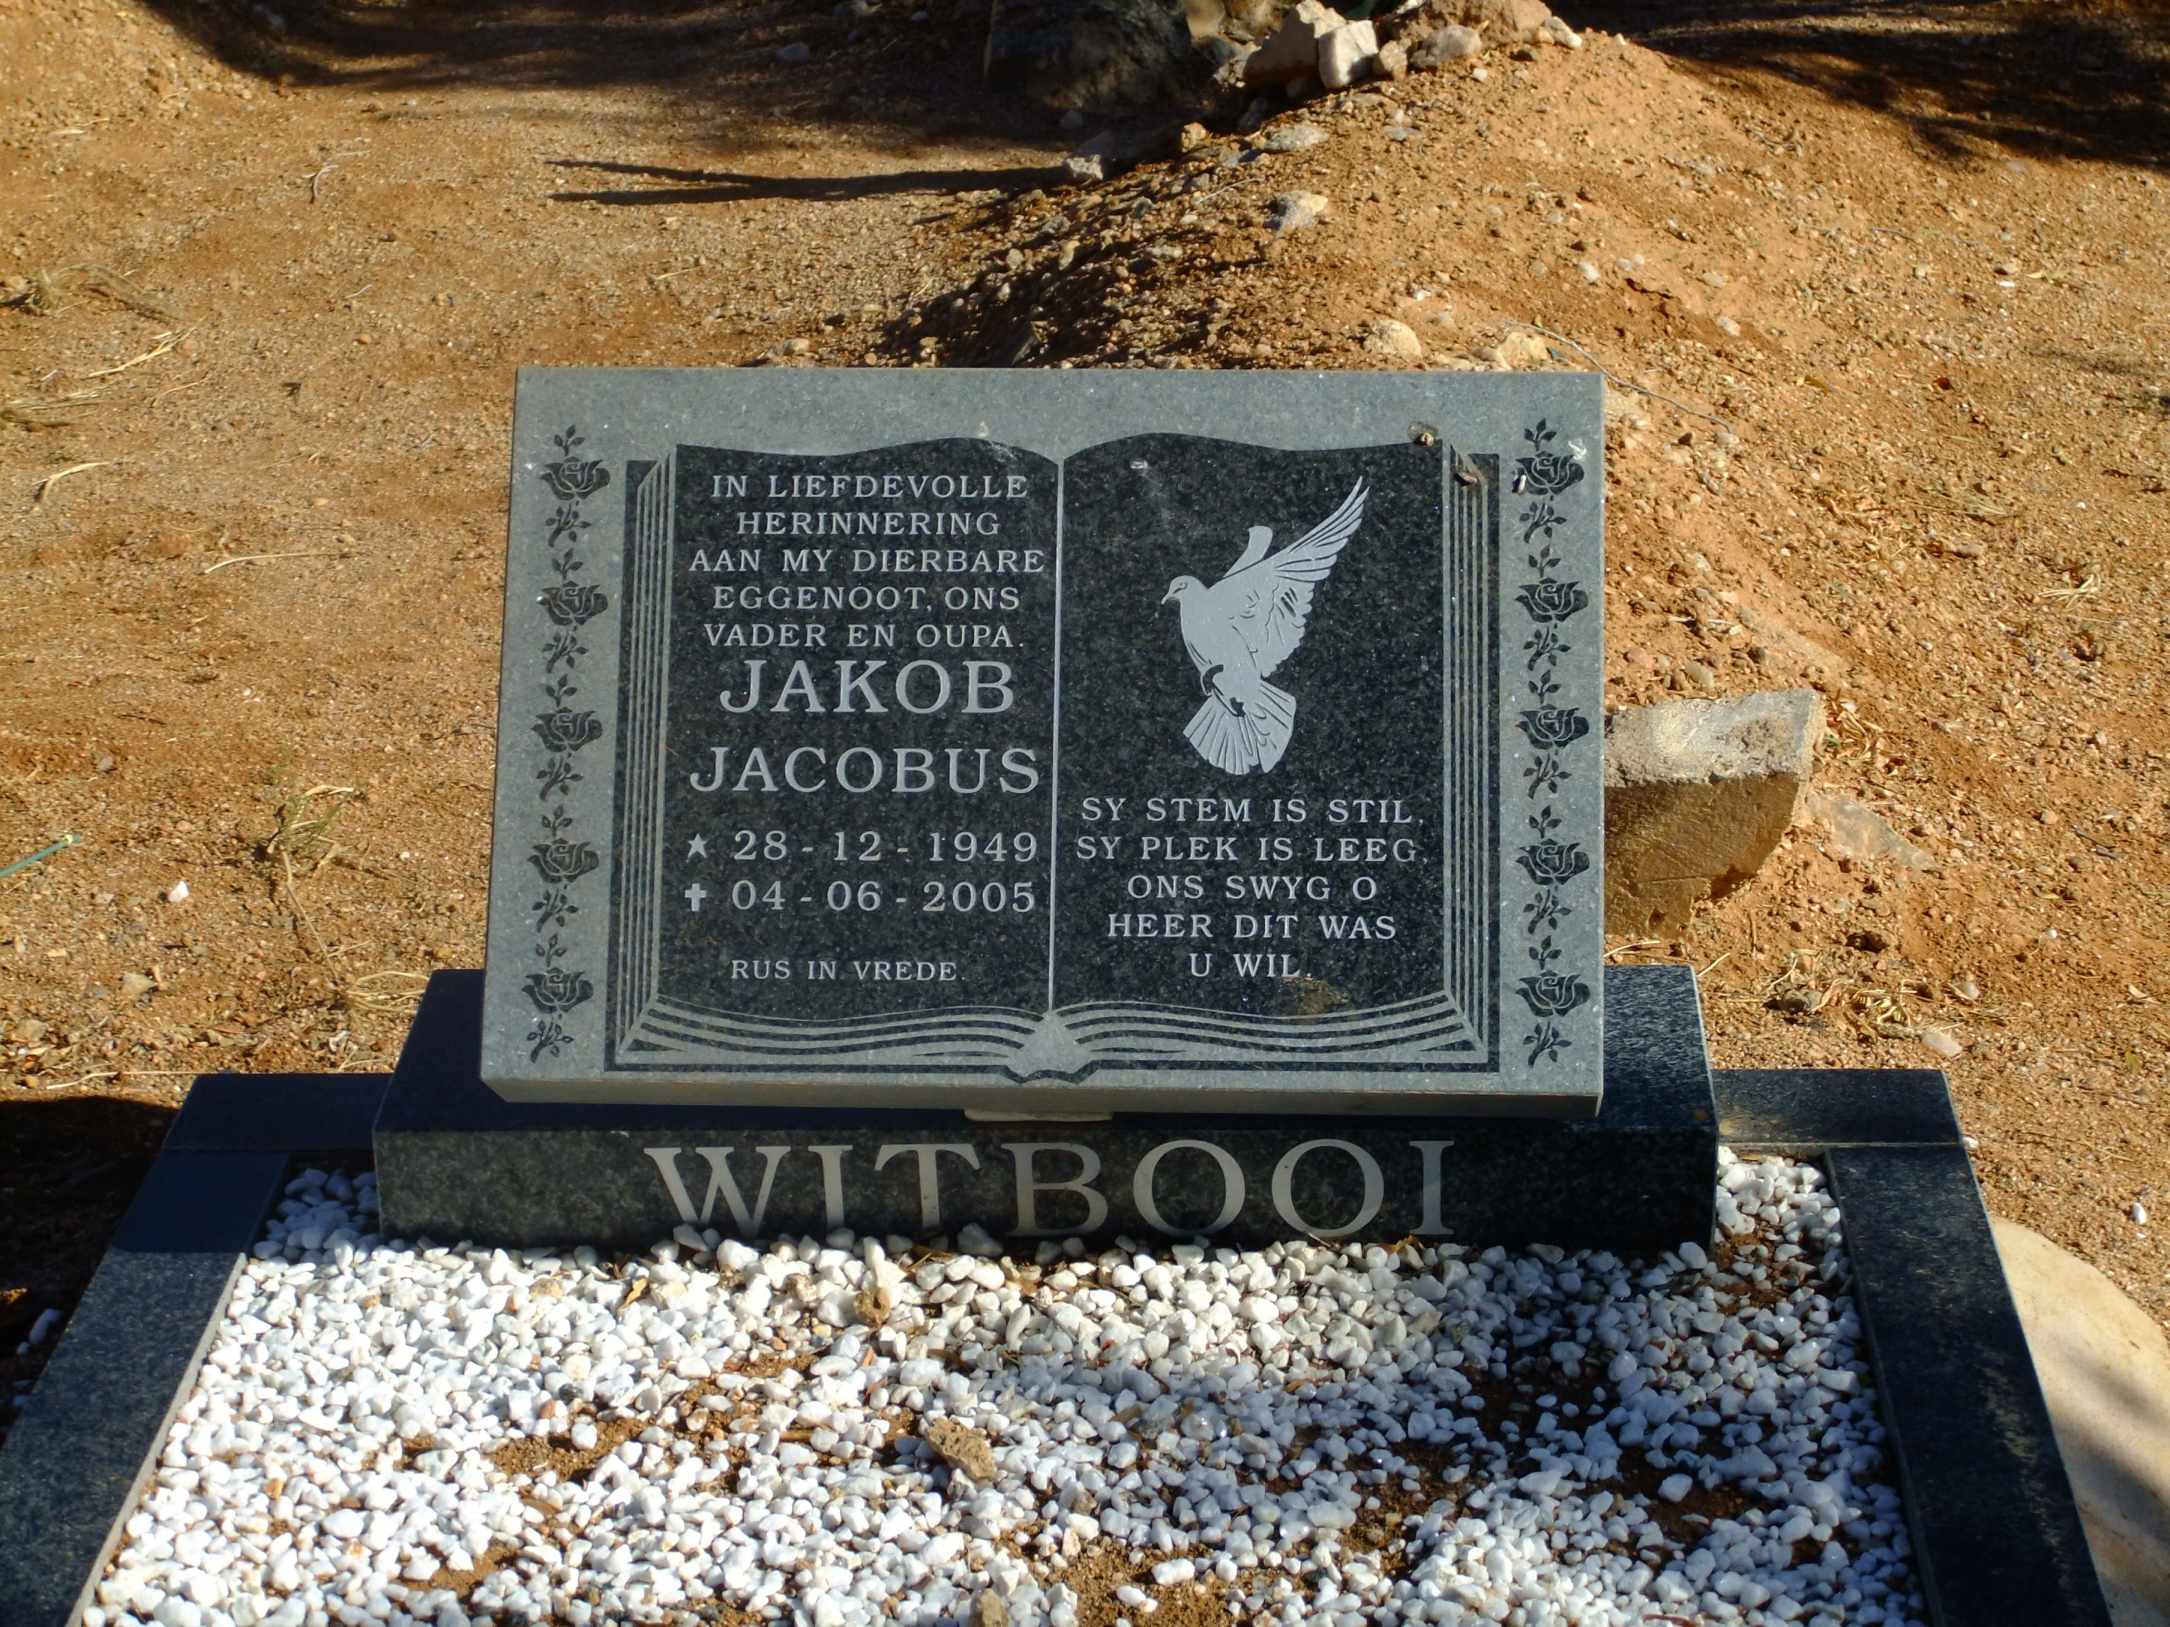 IN LIEFDEVOLLE
HERINNERING
AAN MY DIERBARE
EGGENOOT, ONS
VADER EN OUPA.
JAKOB
JACOBUS
★ 28 - 12 - 1949
✝ 04 - 06 - 2005
RUS IN VREDE.
SY STEM IS STIL,
SY PLEK IS LEEG,
ONS SWYG O
HEER DIT WAS
U WIL.
WITBOOI